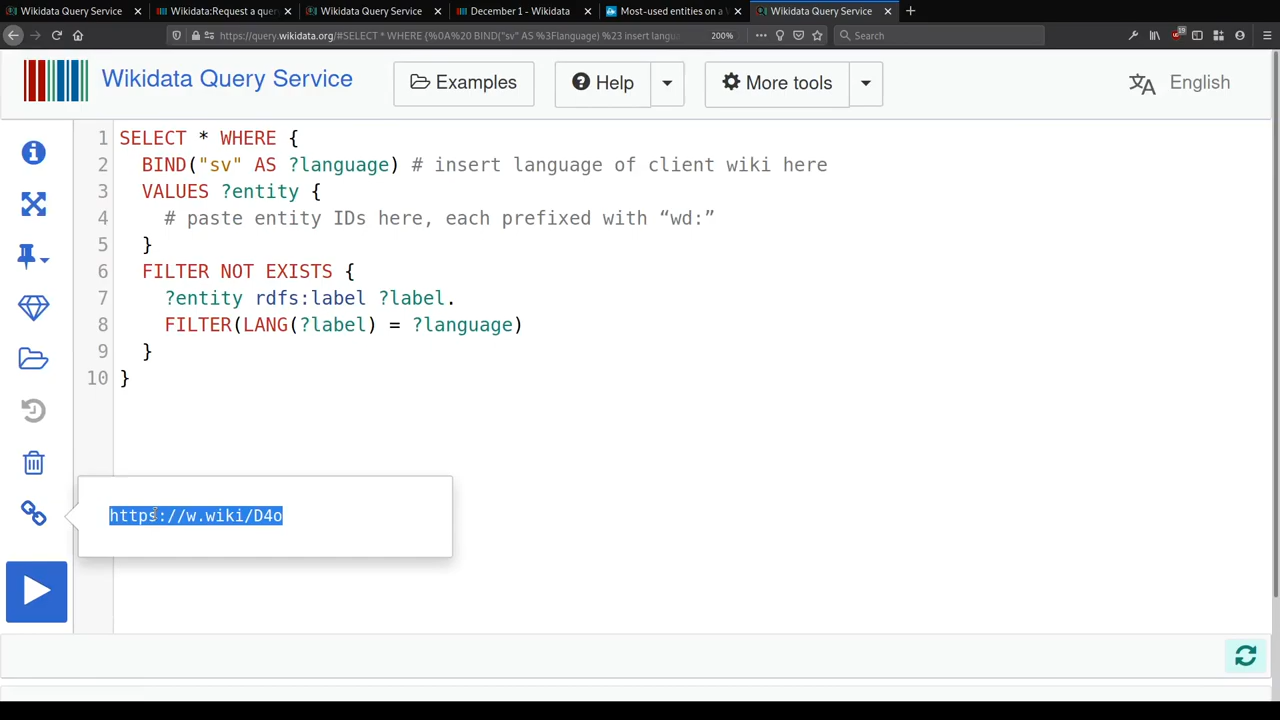 Wikidata Query Service
Wikidata:Request a query
Wikidata Query Service
December 1 - Wikidata
Most-used entities on a
Wikidata Query Service
https://query.wikidata.org/#SELECT * WHERE {%0A%20 BIND("sv" AS %3Flanguage) %23 insert langu
200%
Search
19
Wikidata Query Service
Examples
Help
More tools
English
1 SELECT * WHERE {
2 BIND("sv" AS ?language) # insert language of client wiki here
3 VALUES ?entity {
4 # paste entity IDs here, each prefixed with “wd:”
5 }
6 FILTER NOT EXISTS {
7 ?entity rdfs:label ?label.
8 FILTER(LANG(?label) = ?language)
9 }
10 }
https://w.wiki/D4o